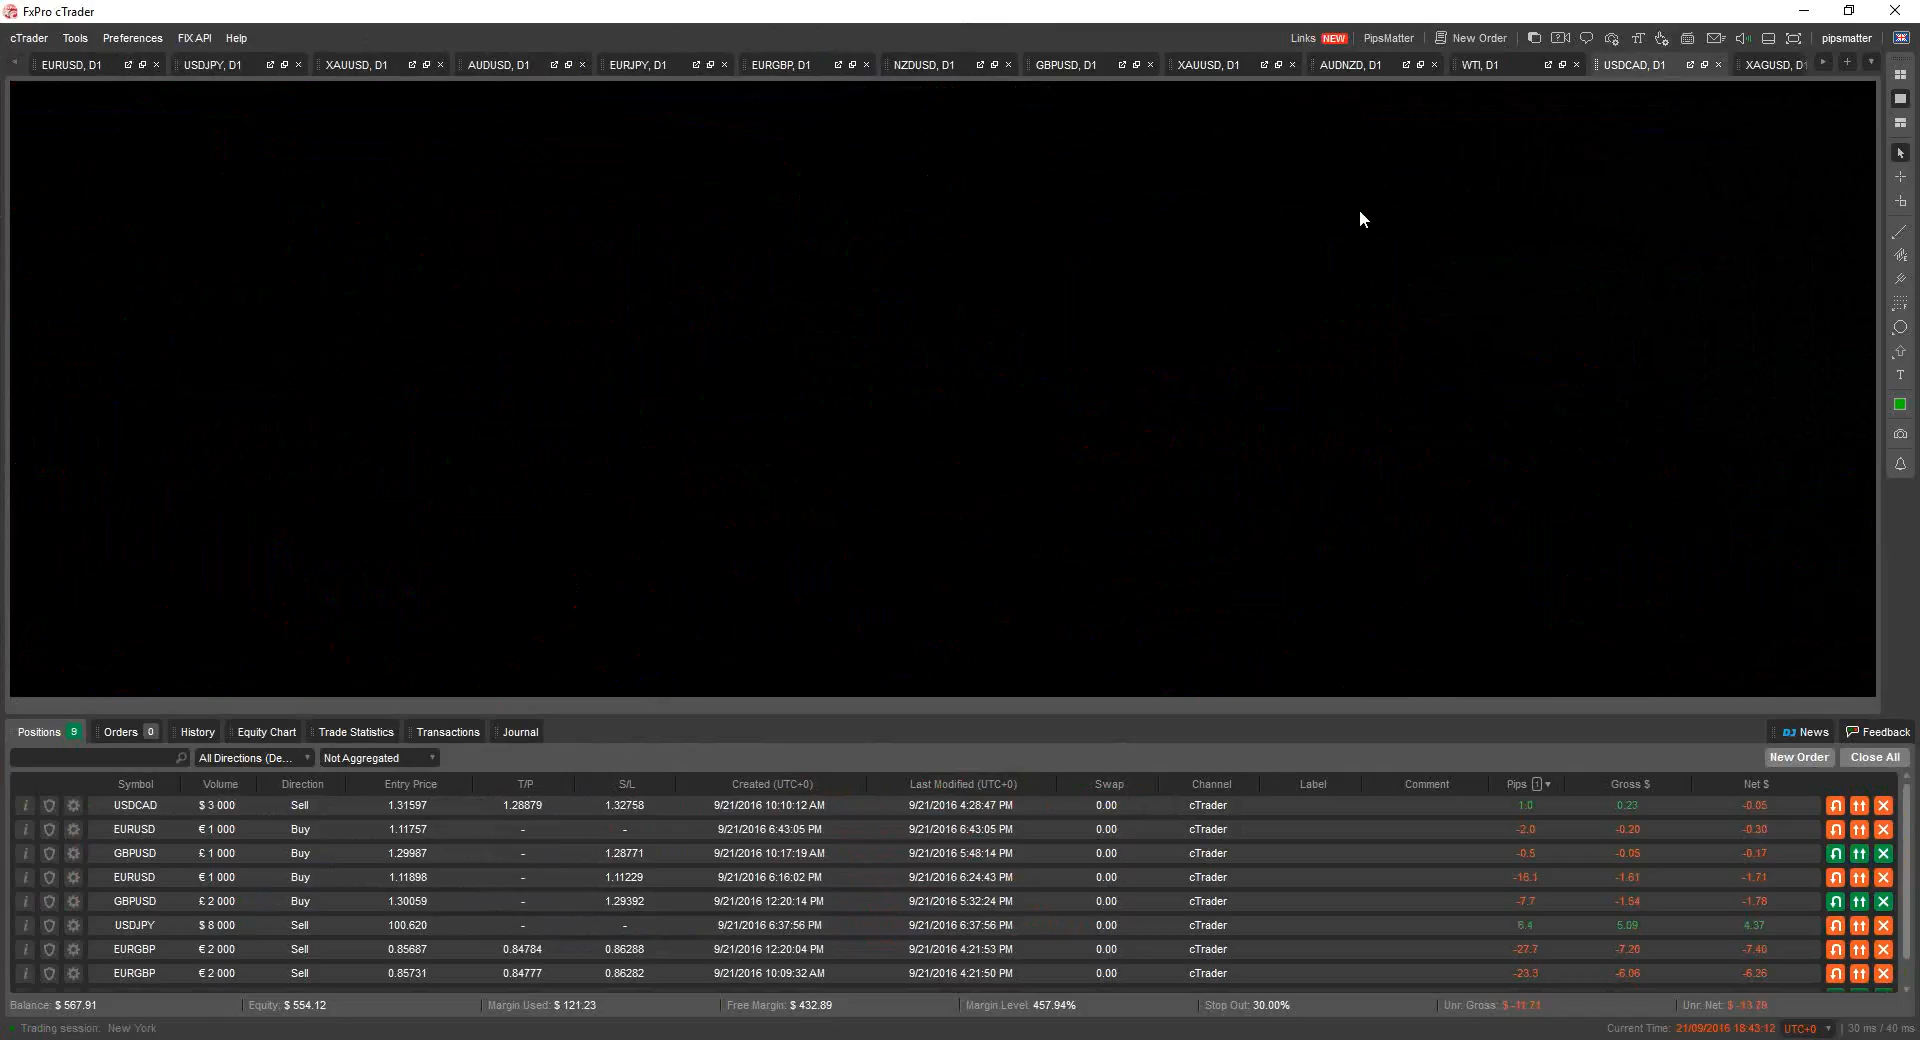 FxPro cTrader
cTrader Tools Preferences FIX API Help Links NEW PipsMatter New Order pipsmatter
EURUSD, D1 USDJPY, D1 XAUUSD, D1 AUDUSD, D1 EURJPY, D1 EURGBP, D1 NZDUSD, D1 GBPUSD, D1 XAUUSD, D1 AUDNZD, D1 WTI, D1 USDCAD, D1 XAGUSD, D1
Positions 9 Orders 0 History Equity Chart Trade Statistics Transactions Journal DJ News Feedback
All Directions (De... Not Aggregated New Order Close All
Symbol Volume Direction Entry Price T/P S/L Created (UTC+0) Last Modified (UTC+0) Swap Channel Label Comment Pips 1 Gross $ Net $
USDCAD $ 3 000 Sell 1.31597 1.28879 1.32758 9/21/2016 10:10:12 AM 9/21/2016 4:28:47 PM 0.00 cTrader 1.0 0.23 -0.05
EURUSD € 1 000 Buy 1.11757 - - 9/21/2016 6:43:05 PM 9/21/2016 6:43:05 PM 0.00 cTrader -2.0 -0.20 -0.30
GBPUSD £ 1 000 Buy 1.29987 - 1.28771 9/21/2016 10:17:19 AM 9/21/2016 5:48:14 PM 0.00 cTrader -0.5 -0.05 -0.17
EURUSD € 1 000 Buy 1.11898 - 1.11229 9/21/2016 6:16:02 PM 9/21/2016 6:24:43 PM 0.00 cTrader -16.1 -1.61 -1.71
GBPUSD £ 2 000 Buy 1.30059 - 1.29392 9/21/2016 12:20:14 PM 9/21/2016 5:32:24 PM 0.00 cTrader -7.7 -1.54 -1.78
USDJPY $ 8 000 Sell 100.620 - - 9/21/2016 6:37:56 PM 9/21/2016 6:37:56 PM 0.00 cTrader 6.4 5.09 4.37
EURGBP € 2 000 Sell 0.85687 0.84784 0.86288 9/21/2016 12:20:04 PM 9/21/2016 4:21:53 PM 0.00 cTrader -27.7 -7.20 -7.40
EURGBP € 2 000 Sell 0.85731 0.84777 0.86282 9/21/2016 10:09:32 AM 9/21/2016 4:21:50 PM 0.00 cTrader -23.3 -6.06 -6.26
Balance: $ 567.91 Equity: $ 554.12 Margin Used: $ 121.23 Free Margin: $ 432.89 Margin Level: 457.94% Stop Out: 30.00% Unr. Gross: $ -11.71 Unr. Net: $ -13.79
Trading session: New York Current Time: 21/09/2016 18:43:12 UTC+0 30 ms / 40 ms